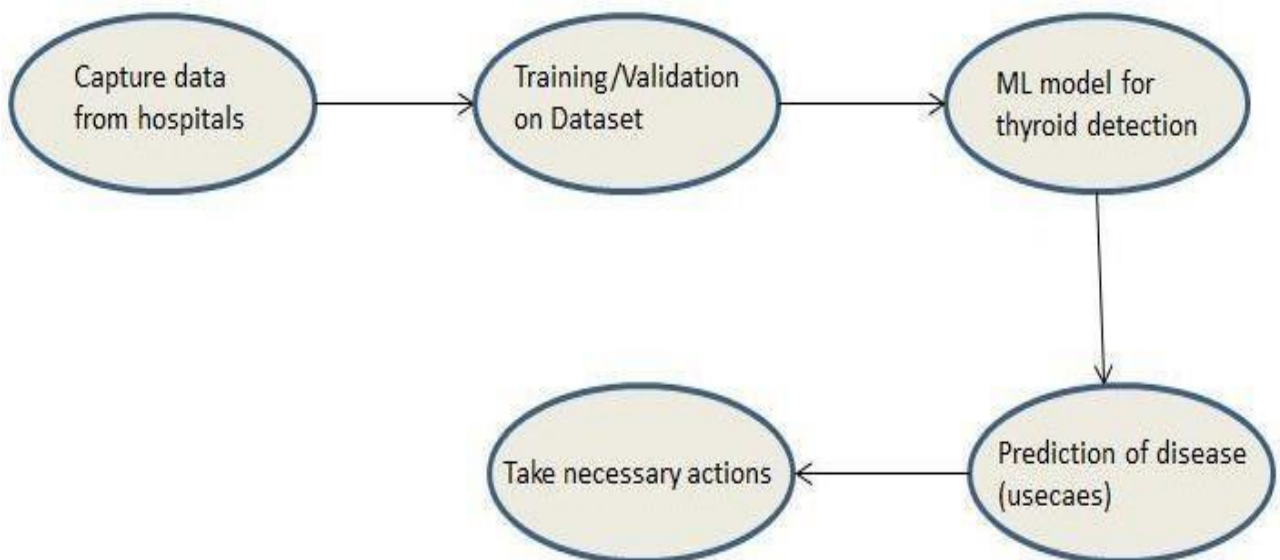 Capture data
from hospitals
Training/Validation
on Dataset
ML model for
thyroid detection
Prediction of disease
(usecaes)
Take necessary actions